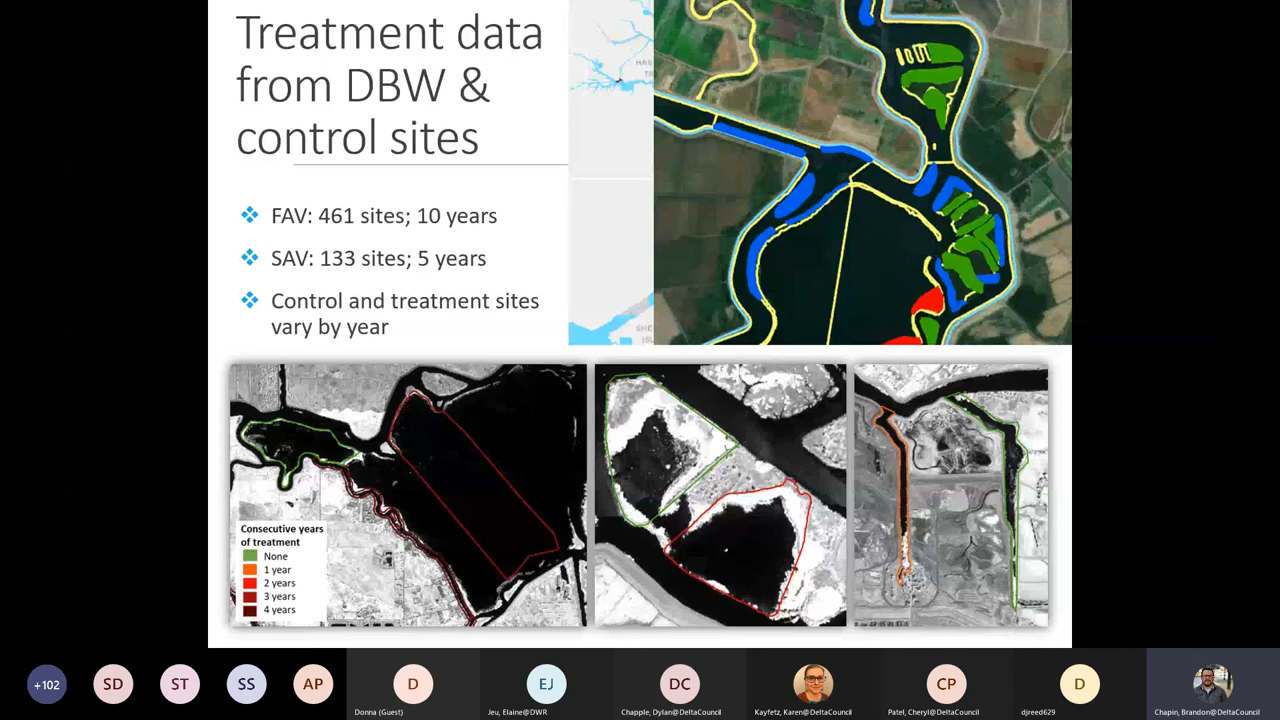 Treatment data
from DBW &
control sites
FAV: 461 sites; 10 years
SAV: 133 sites; 5 years
Control and treatment sites
vary by year
Consecutive years
of treatment
None
1 year
2 years
3 years
4 years
+102
SD
ST
SS
AP
D
Donna (Guest)
EJ
Jeu, Elaine@DWR
DC
Chapple, Dylan@DeltaCouncil
Kayfetz, Karen@DeltaCouncil
CP
Patel, Cheryl@DeltaCouncil
D
djreed629
Chapin, Brandon@DeltaCouncil